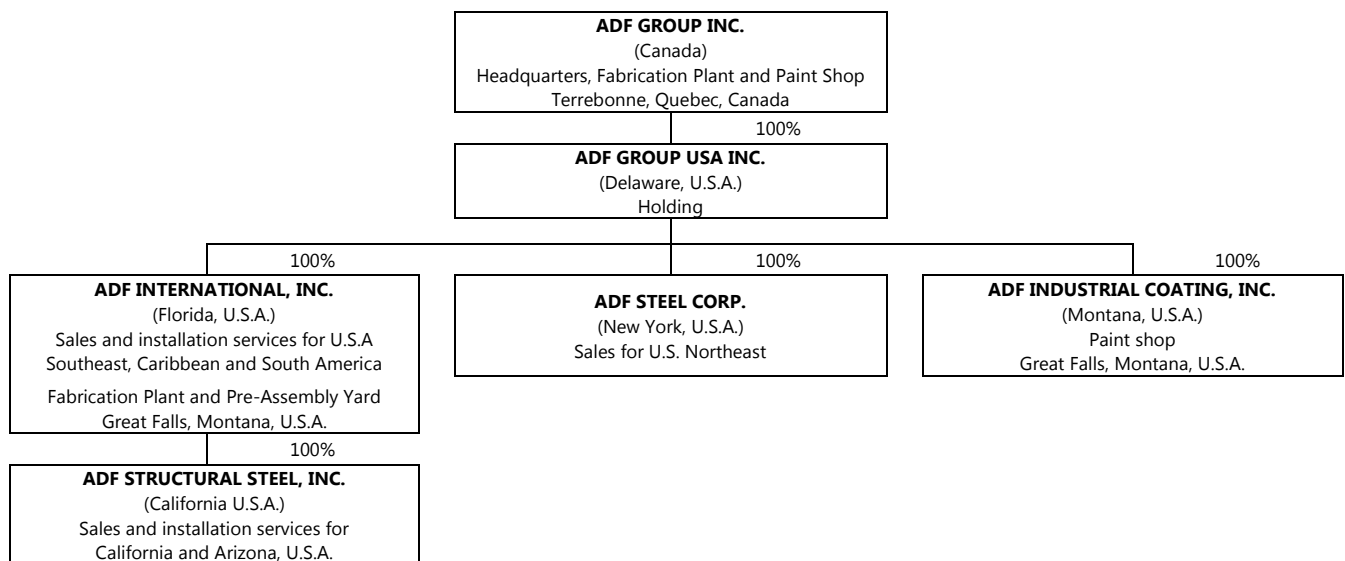 ADF GROUP INC.
(Canada)
Headquarters, Fabrication Plant and Paint Shop
Terrebonne, Quebec, Canada
100%
ADF GROUP USA INC.
(Delaware, U.S.A.)
Holding
100%
ADF INTERNATIONAL, INC.
(Florida, U.S.A.)
Sales and installation services for U.S.A
Southeast, Caribbean and South America
Fabrication Plant and Pre-Assembly Yard
Great Falls, Montana, U.S.A.
100%
ADF STEEL CORP.
(New York, U.S.A.)
Sales for U.S. Northeast
100%
ADF INDUSTRIAL COATING, INC.
(Montana, U.S.A.)
Paint shop
Great Falls, Montana, U.S.A.
100%
ADF STRUCTURAL STEEL, INC.
(California U.S.A.)
Sales and installation services for
California and Arizona, U.S.A.